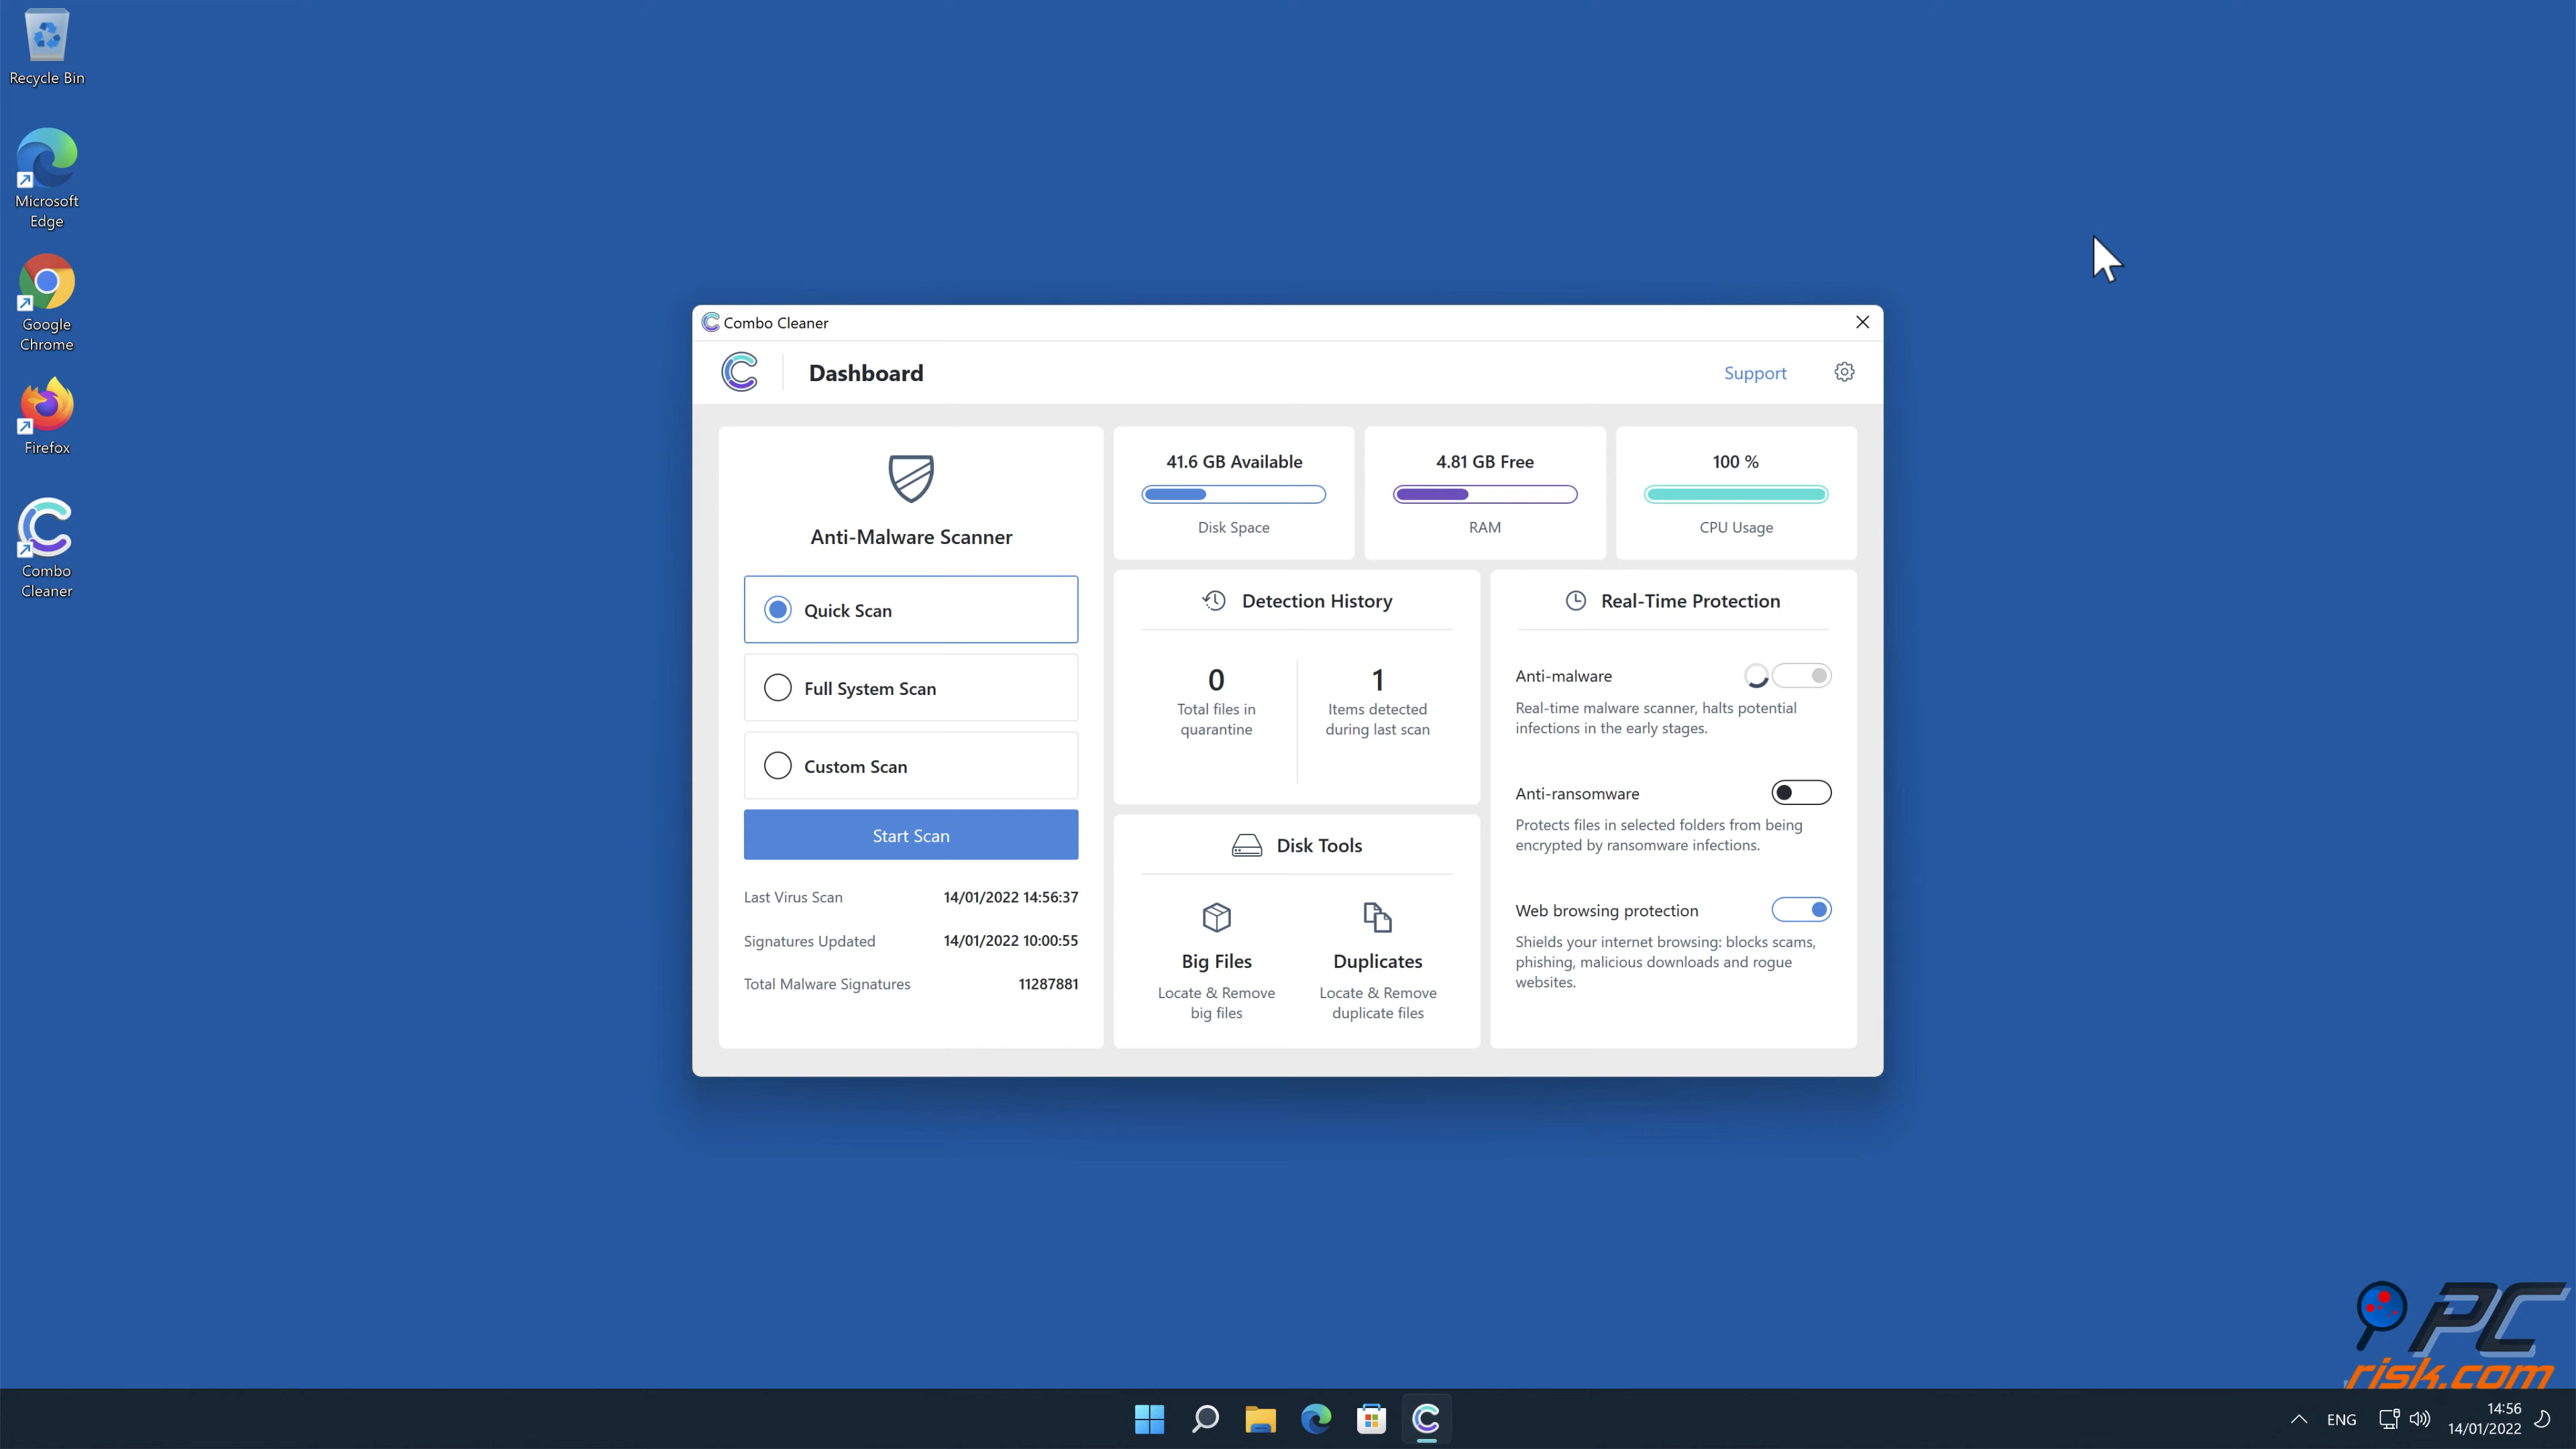 Recycle Bin
Microsoft
Edge
Google
Chrome
Firefox
Combo
Cleaner
Combo Cleaner
Dashboard
Support
Anti-Malware Scanner
Quick Scan
Full System Scan
Custom Scan
Start Scan
Last Virus Scan 14/01/2022 14:56:37
Signatures Updated 14/01/2022 10:00:55
Total Malware Signatures 11287881
41.6 GB Available
Disk Space
4.81 GB Free
RAM
100 %
CPU Usage
Detection History
0
Total files in
quarantine
1
Items detected
during last scan
Disk Tools
Big Files
Locate & Remove
big files
Duplicates
Locate & Remove
duplicate files
Real-Time Protection
Anti-malware
Real-time malware scanner, halts potential
infections in the early stages.
Anti-ransomware
Protects files in selected folders from being
encrypted by ransomware infections.
Web browsing protection
Shields your internet browsing: blocks scams,
phishing, malicious downloads and rogue
websites.
PC
risk.com
ENG
14:56
14/01/2022